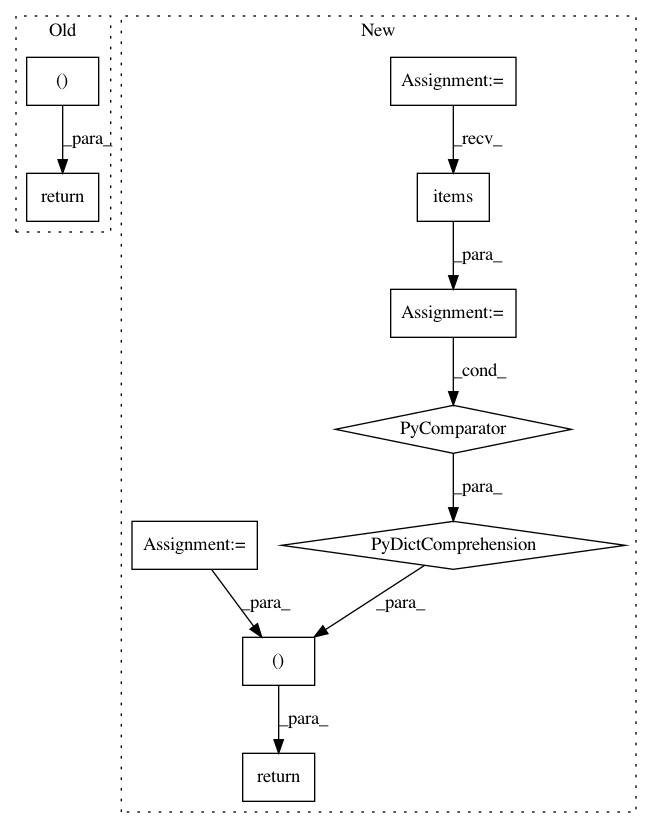 Old
New
()
Assignment:=
_para_
_recv_
return
items
_para_
Assignment:=
_cond_
PyComparator
_para_
Assignment:=
PyDictComprehension
_para_
_para_
()
_para_
return